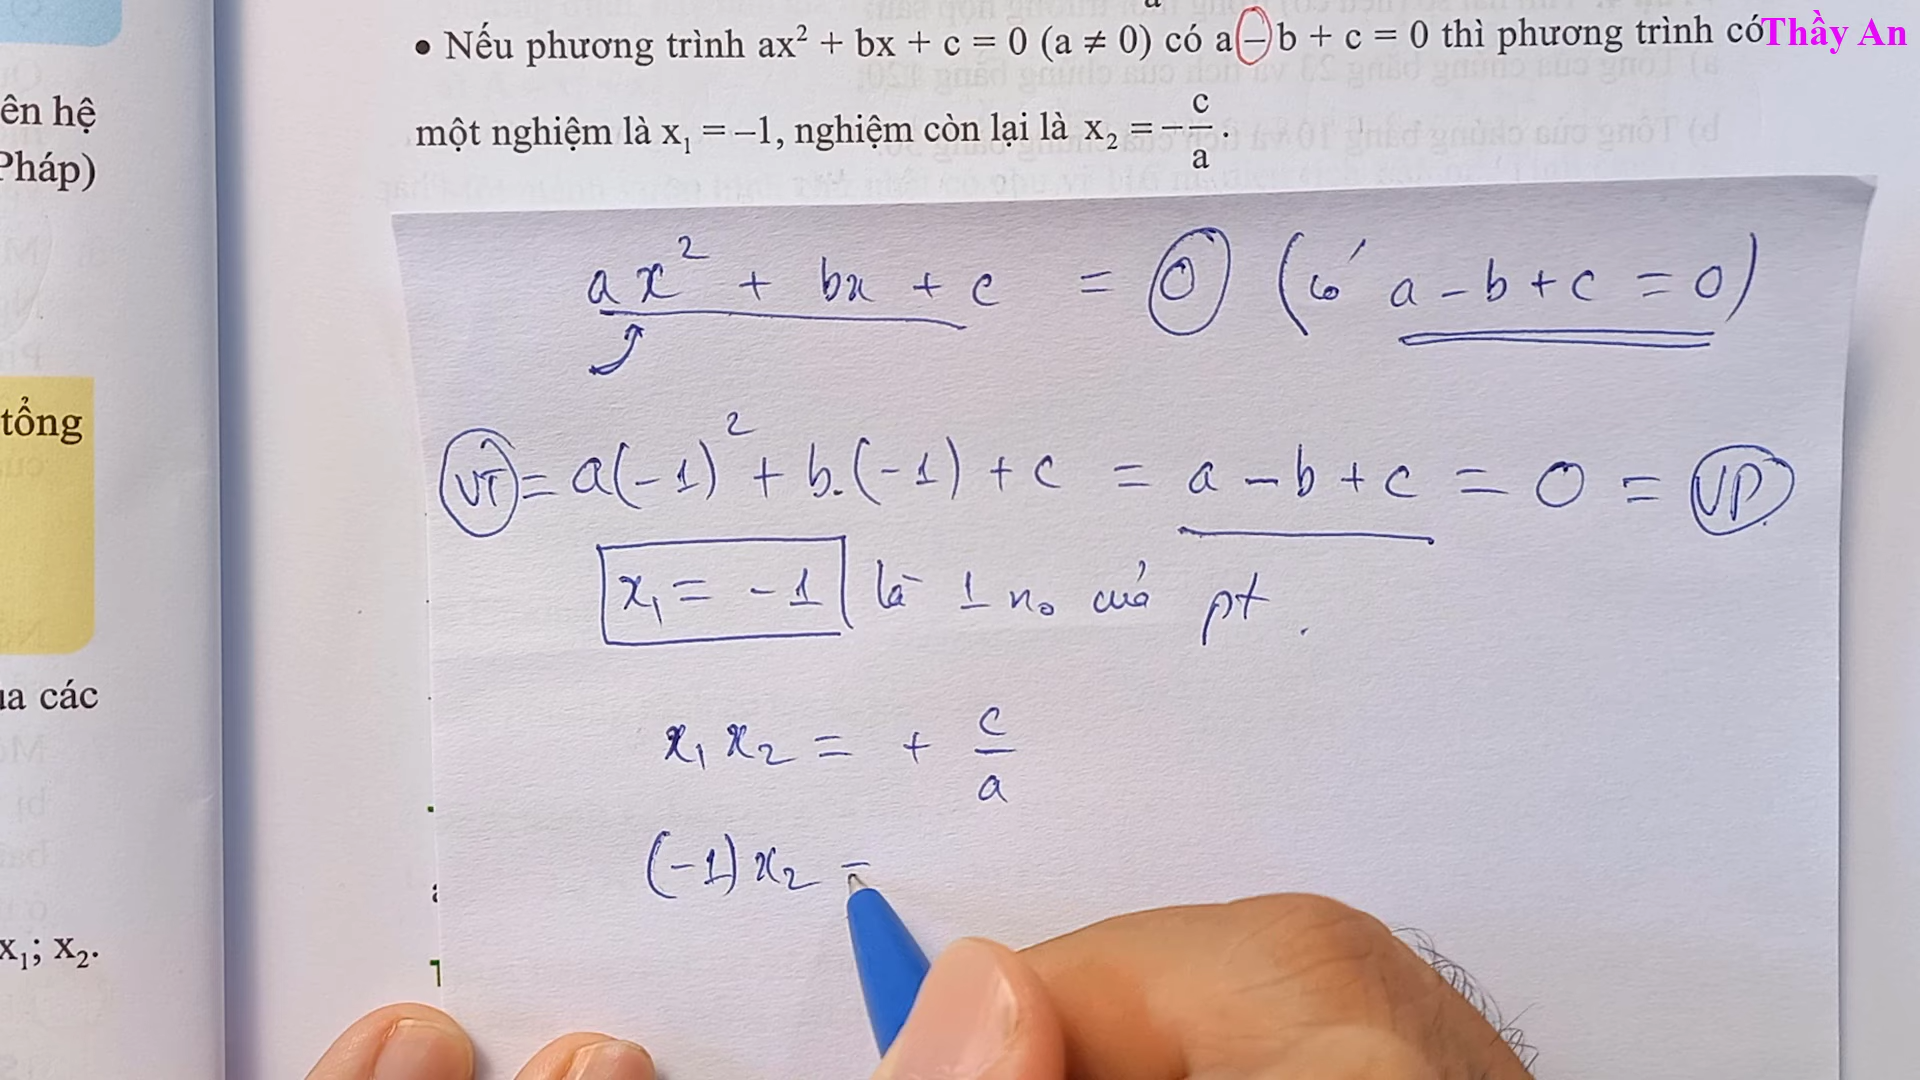 • Nếu phương trình ax² + bx + c = 0 (a ≠ 0) có a – b + c = 0 thì phương trình có
Thầy An
một nghiệm là x₁ = –1, nghiệm còn lại là x₂ = –c/a.
ên hệ
Pháp)
tổng
ủa các
x₁; x₂.
ax² + bx + c = 0 (có a – b + c = 0)
VT = a(-1)² + b.(-1) + c = a – b + c = 0 = VP
x₁ = -1 là 1 no của pt.
x₁x₂ = + c/a
(-1)x₂ =